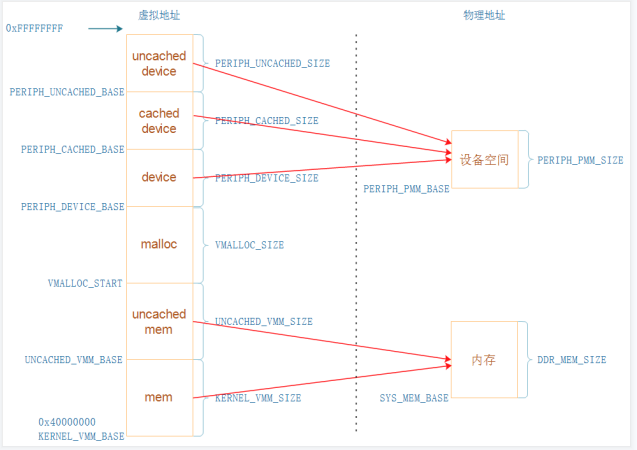 虚拟地址
物理地址
0xFFFFFFFF
uncached
device
PERIPH_UNCACHED_SIZE
PERIPH_UNCACHED_BASE
cached
device
PERIPH_CACHED_SIZE
PERIPH_CACHED_BASE
device
PERIPH_DEVICE_SIZE
PERIPH_DEVICE_BASE
设备空间
PERIPH_PMM_SIZE
PERIPH_PMM_BASE
malloc
VMALLOC_SIZE
VMALLOC_START
uncached
mem
UNCACHED_VMM_SIZE
UNCACHED_VMM_BASE
内存
DDR_MEM_SIZE
mem
KERNEL_VMM_SIZE
SYS_MEM_BASE
0x40000000
KERNEL_VMM_BASE